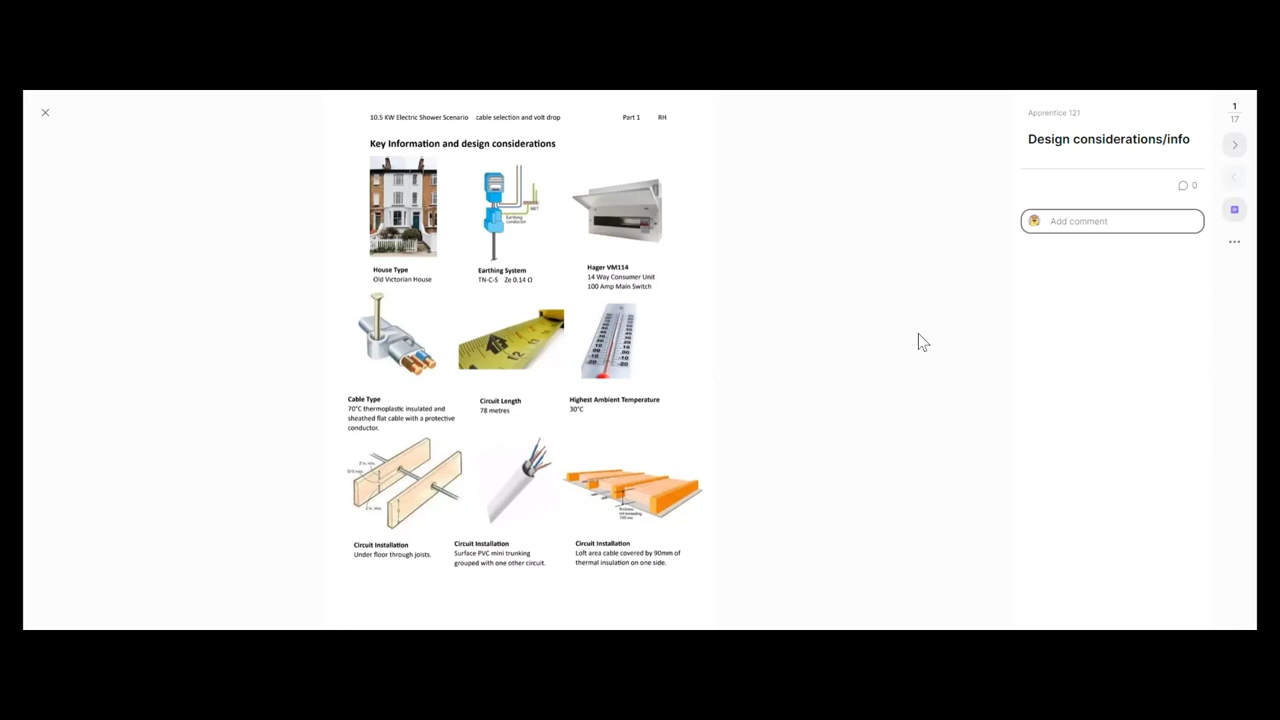 10.5 KW Electric Shower Scenario cable selection and volt drop Part 1 RH
Key Information and design considerations
MET
Earthing
conductor
House Type
Old Victorian House
Earthing System
TN-C-S Ze 0.14 Ω
Hager VM114
14 Way Consumer Unit
100 Amp Main Switch
Cable Type
70°C thermoplastic insulated and
sheathed flat cable with a protective
conductor.
Circuit Length
78 metres
Highest Ambient Temperature
30°C
Circuit Installation
Under floor through joists.
Circuit Installation
Surface PVC mini trunking
grouped with one other circuit.
Circuit Installation
Loft area cable covered by 90mm of
thermal insulation on one side.
Apprentice 121
Design considerations/info
0
Add comment
1
17